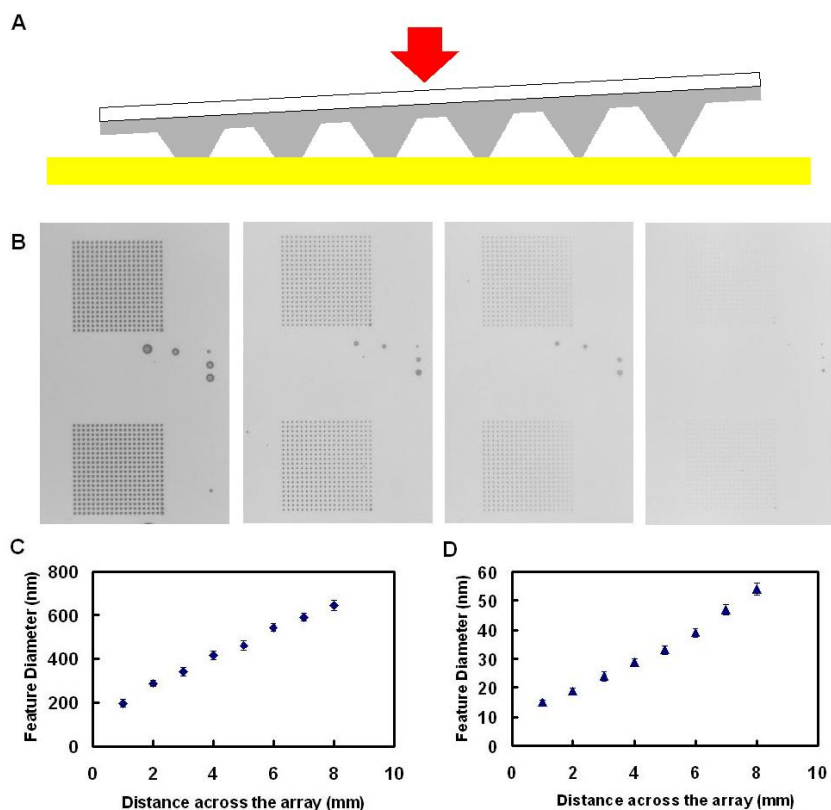 A
B
C
D
800
600
400
200
0
0 2 4 6 8 10
Feature Diameter (nm)
Distance across the array (mm)
60
50
40
30
20
10
0
0 2 4 6 8 10
Feature Diameter (nm)
Distance across the array (mm)